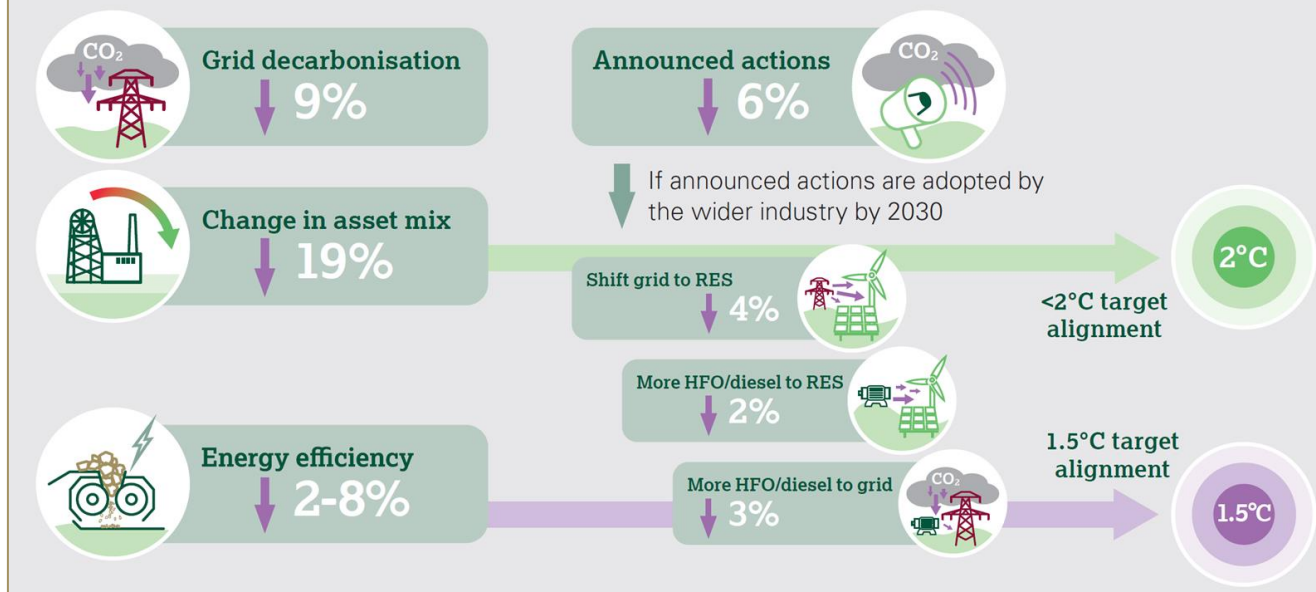 CO₂
Grid decarbonisation
9%
Announced actions
6%
CO₂
If announced actions are adopted by
the wider industry by 2030
Change in asset mix
19%
Shift grid to RES
4%
2°C
<2°C target
alignment
More HFO/diesel to RES
2%
Energy efficiency
2-8%
More HFO/diesel to grid
3%
CO₂
1.5°C target
alignment
1.5°C